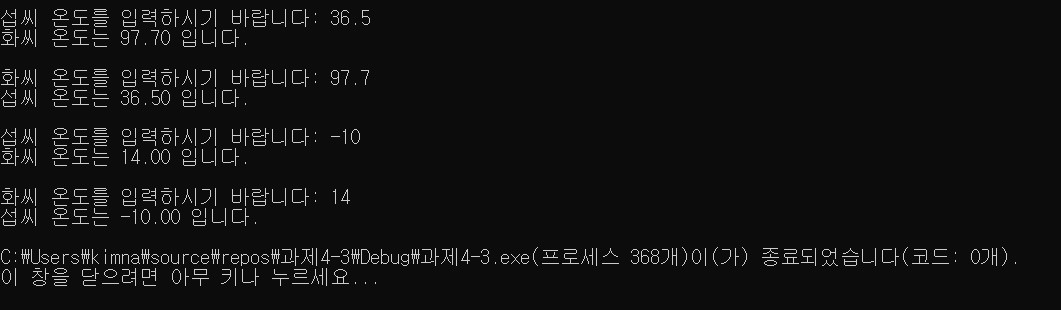 섭씨 온도를 입력하시기 바랍니다: 36.5
화씨 온도는 97.70 입니다.
화씨 온도를 입력하시기 바랍니다: 97.7
섭씨 온도는 36.50 입니다.
섭씨 온도를 입력하시기 바랍니다: -10
화씨 온도는 14.00 입니다.
화씨 온도를 입력하시기 바랍니다: 14
섭씨 온도는 -10.00 입니다.
C:₩Users₩kimna₩source₩repos₩과제4-3₩Debug₩과제4-3.exe(프로세스 368개)이(가) 종료되었습니다(코드: 0개).
이 창을 닫으려면 아무 키나 누르세요...